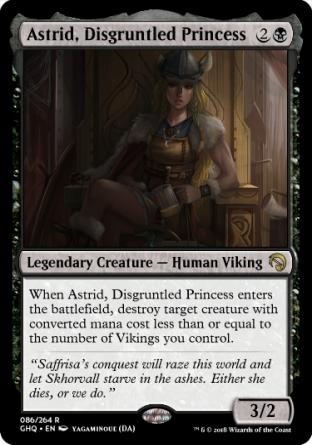 Astrid, Disgruntled Princess 2
Legendary Creature — Human Viking
When Astrid, Disgruntled Princess enters
the battlefield, destroy target creature with
converted mana cost less than or equal to
the number of Vikings you control.
“Saffrisa’s conquest will raze this world and
let Skhorvall starve in the ashes. Either she
dies, or we do.”
3/2
086/264 R
GHQ • EN YAGAMINOUE (DA)
™ & © 2018 Wizards of the Coast